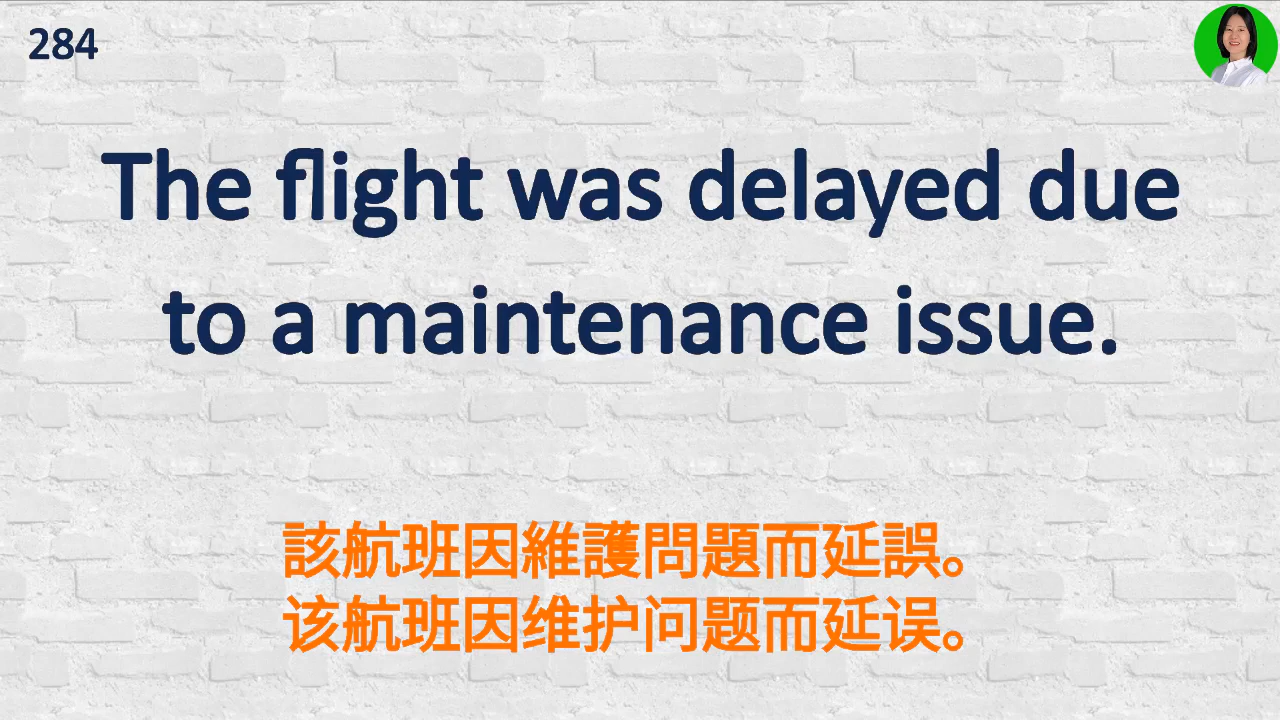 284
The flight was delayed due
to a maintenance issue.
該航班因維護問題而延誤。
该航班因维护问题而延误。